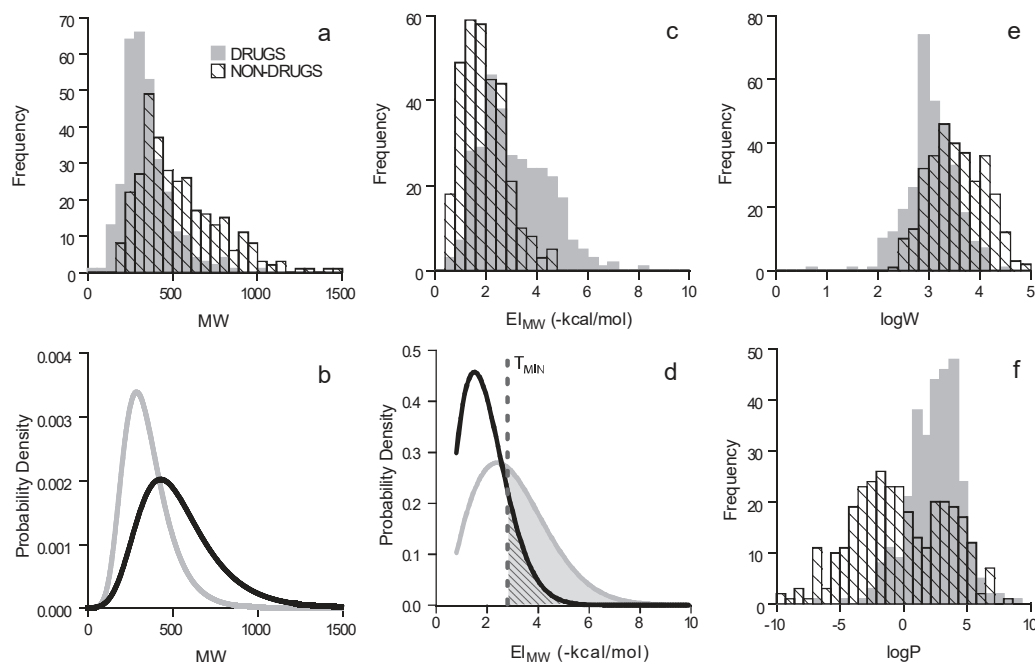 a
70
60
50
40
30
20
10
0
Frequency
DRUGS
NON-DRUGS
0 500 1000 1500
MW
c
60
40
20
0
Frequency
0 2 4 6 8 10
EIMW (-kcal/mol)
e
80
60
40
20
0
Frequency
0 1 2 3 4 5
logW
b
0.004
0.003
0.002
0.001
0.000
Probability Density
0 500 1000 1500
MW
d
0.5
0.4
0.3
0.2
0.1
0.0
Probability Density
TMIN
0 2 4 6 8 10
EIMW (-kcal/mol)
f
50
40
30
20
10
0
Frequency
-10 -5 0 5 10
logP